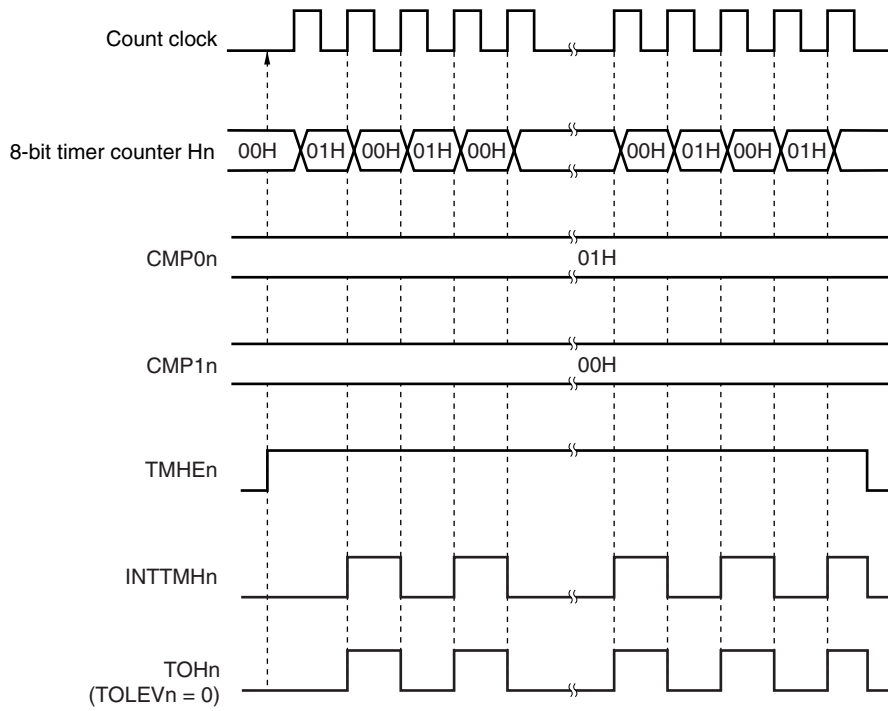 Count clock
8-bit timer counter Hn 00H 01H 00H 01H 00H 00H 01H 00H 01H
CMP0n 01H
CMP1n 00H
TMHEn
INTTMHn
TOHn
(TOLEVn = 0)